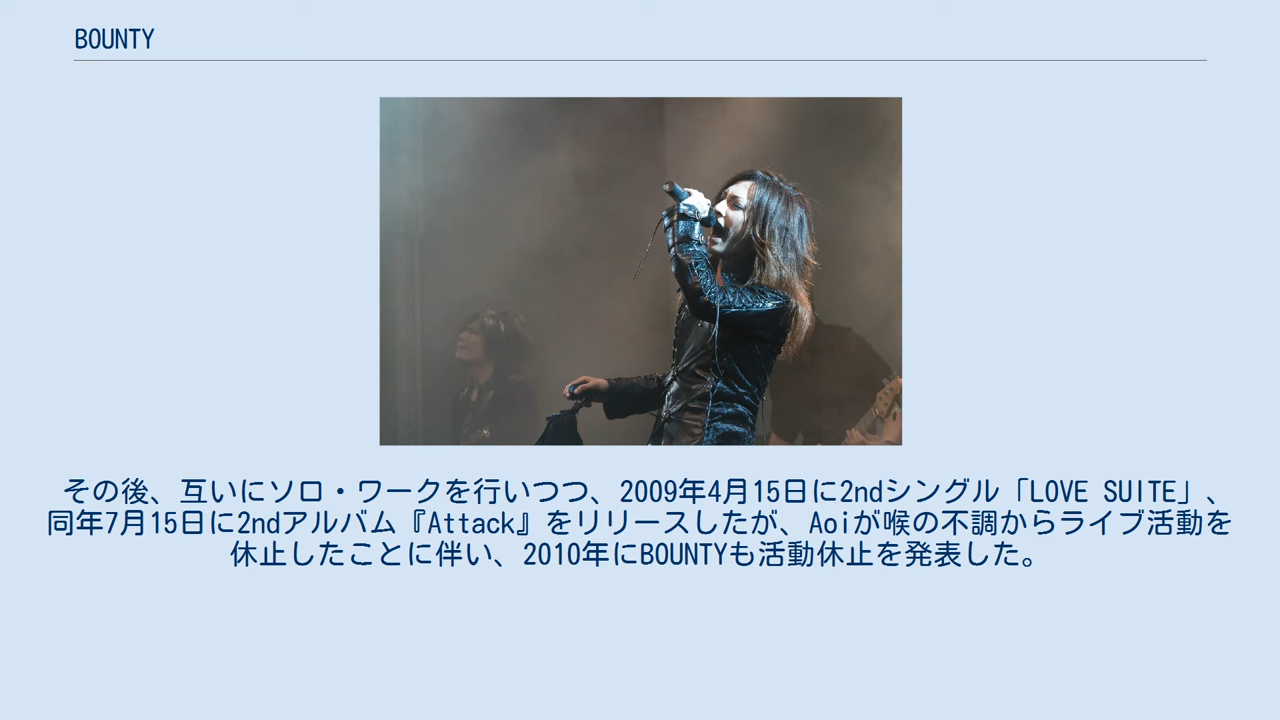 BOUNTY
その後、互いにソロ・ワークを行いつつ、2009年4月15日に2ndシングル「LOVE SUITE」、
同年7月15日に2ndアルバム『Attack』をリリースしたが、Aoiが喉の不調からライブ活動を
休止したことに伴い、2010年にBOUNTYも活動休止を発表した。